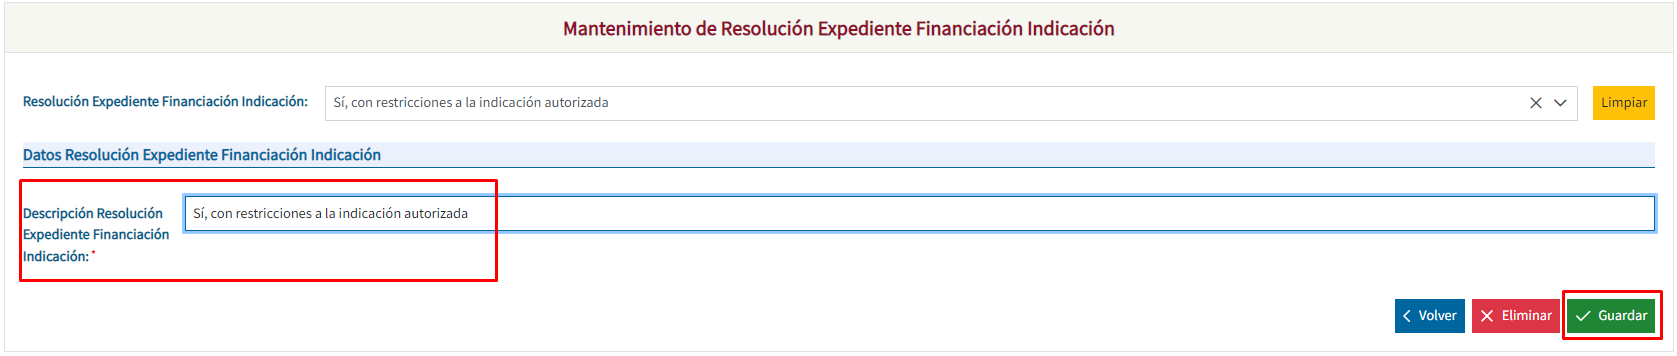 Mantenimiento de Resolución Expediente Financiación Indicación
Resolución Expediente Financiación Indicación: Sí, con restricciones a la indicación autorizada Limpiar
Datos Resolución Expediente Financiación Indicación
Descripción Resolución
Expediente Financiación
Indicación: *
Sí, con restricciones a la indicación autorizada
Volver Eliminar Guardar